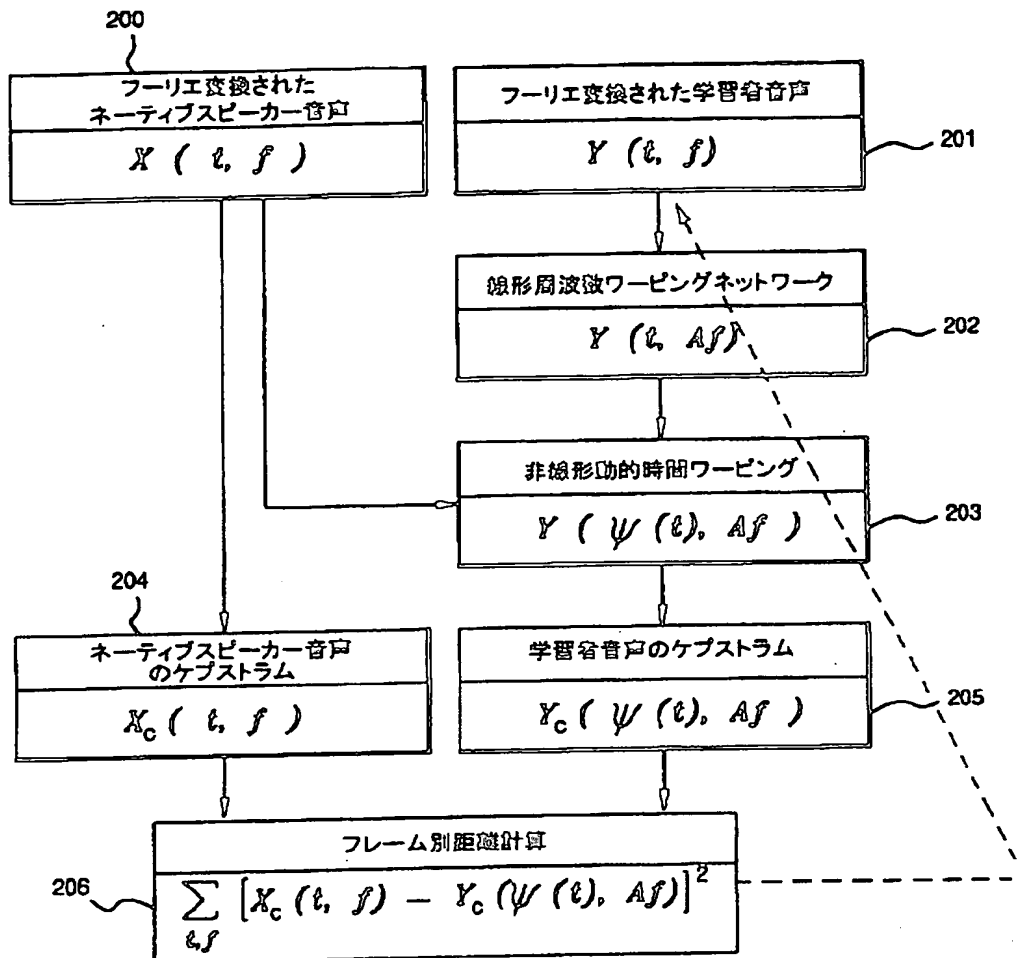 200
フーリエ変換された
ネーティブスピーカー音声
X ( t, f )
フーリエ変換された学習者音声
Y (t, f)
201
線形周波数ワーピングネットワーク
Y (t, Af)
202
非線形動的時間ワーピング
Y ( ψ (t), Af )
203
204
ネーティブスピーカー音声
のケプストラム
X_c ( t, f )
学習者音声のケプストラム
Y_c ( ψ (t), Af )
205
フレーム別距離計算
∑_{t,f} [X_c (t, f) − Y_c (ψ (t), Af)]^2
206